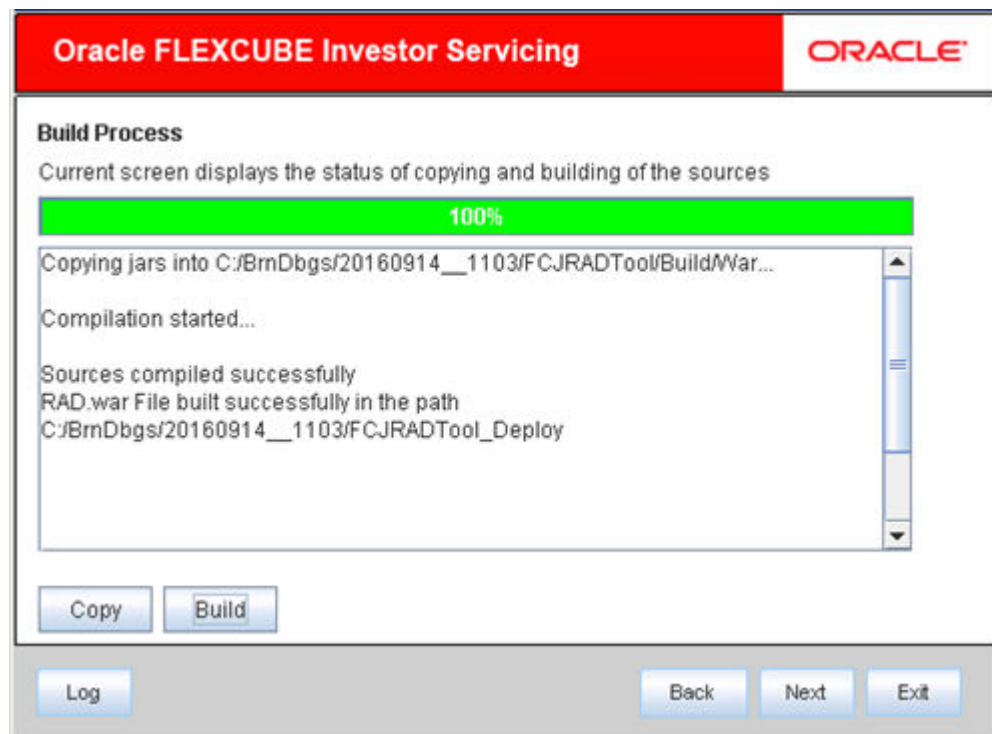 Oracle FLEXCUBE Investor Servicing
ORACLE
Build Process
Current screen displays the status of copying and building of the sources
100%
Copying jars into C:/BrnDbgs/20160914__1103/FCJRADTool/Build/War...
Compilation started...
Sources compiled successfully
RAD.war File built successfully in the path
C:/BrnDbgs/20160914__1103/FCJRADTool_Deploy
Copy Build
Log Back Next Exit